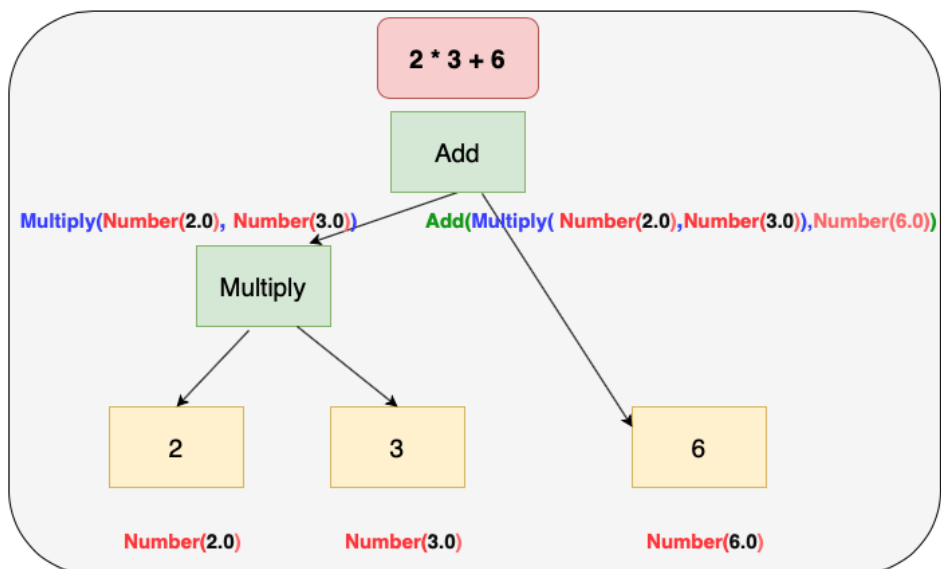 2 * 3 + 6
Add
Multiply(Number(2.0), Number(3.0))
Add(Multiply( Number(2.0),Number(3.0)),Number(6.0))
Multiply
2
3
6
Number(2.0)
Number(3.0)
Number(6.0)